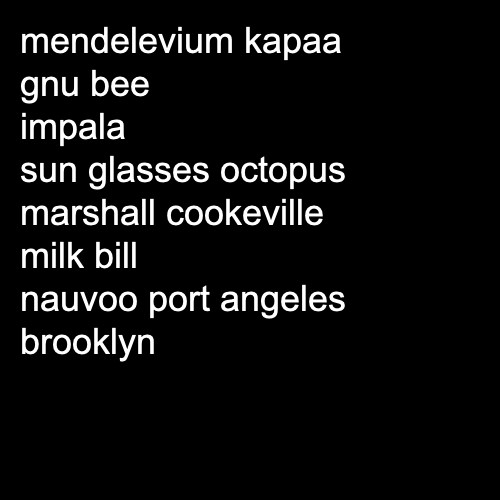 mendelevium kapaa
gnu bee
impala
sun glasses octopus
marshall cookeville
milk bill
nauvoo port angeles
brooklyn